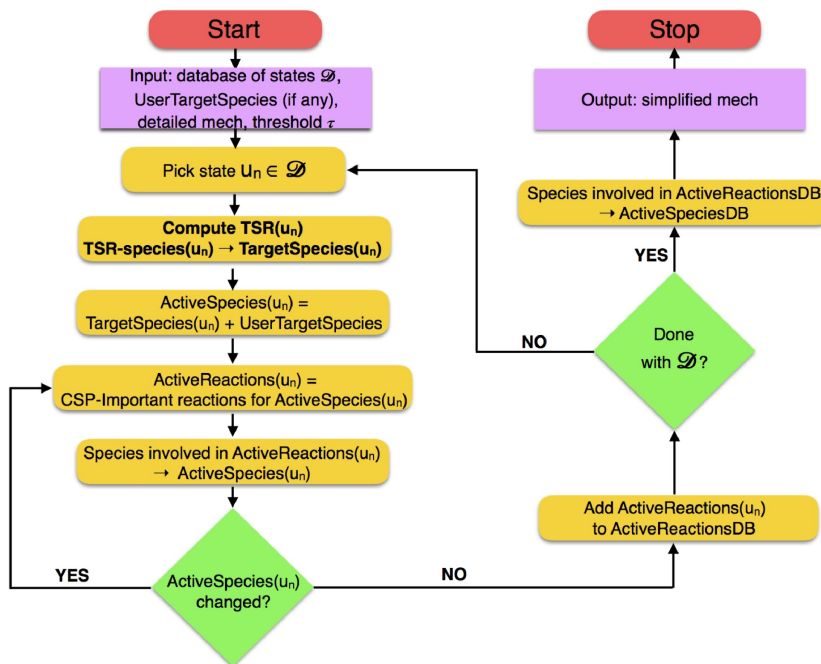 Start
Input: database of states 𝒟,
UserTargetSpecies (if any),
detailed mech, threshold τ
Pick state uₙ ∈ 𝒟
Compute TSR(uₙ)
TSR-species(uₙ) → TargetSpecies(uₙ)
ActiveSpecies(uₙ) =
TargetSpecies(uₙ) + UserTargetSpecies
ActiveReactions(uₙ) =
CSP-Important reactions for ActiveSpecies(uₙ)
Species involved in ActiveReactions(uₙ)
→ ActiveSpecies(uₙ)
ActiveSpecies(uₙ)
changed?
YES
NO
Add ActiveReactions(uₙ)
to ActiveReactionsDB
Done
with 𝒟?
NO
YES
Species involved in ActiveReactionsDB
→ ActiveSpeciesDB
Output: simplified mech
Stop